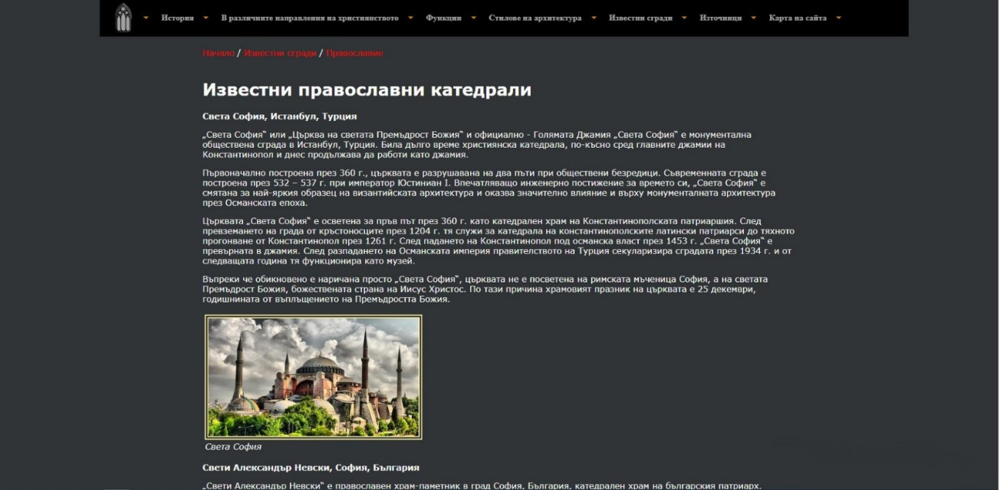 История
В различните направления на християнството
Функции
Стилове на архитектура
Известни сгради
Източници
Карта на сайта
Начало / Известни сгради / Православие
Известни православни катедрали
Света София, Истанбул, Турция
„Света София“ или „Църква на светата Премъдрост Божия“ и официално - Голямата Джамия „Света София“ е монументална
обществена сграда в Истанбул, Турция. Била дълго време християнска катедрала, по-късно сред главните джамии на
Константинопол и днес продължава да работи като джамия.
Първоначално построена през 360 г., църквата е разрушавана на два пъти при обществени безредици. Съвременната сграда е
построена през 532 – 537 г. при император Юстиниан I. Впечатляващо инженерно постижение за времето си, „Света София“ е
смятана за най-яркия образец на византийската архитектура и оказва значително влияние и върху монументалната архитектура
през Османската епоха.
Църквата „Света София“ е осветена за пръв път през 360 г. като катедрален храм на Константинополската патриаршия. След
превземането на града от кръстоносците през 1204 г. тя служи за катедрала на константинополските латински патриарси до тяхното
прогонване от Константинопол през 1261 г. След падането на Константинопол под османска власт през 1453 г. „Света София“ е
превърната в джамия. След разпадането на Османската империя правителството на Турция секуларизира сградата през 1934 г. и от
следващата година тя функционира като музей.
Въпреки че обикновено е наричана просто „Света София“, църквата не е посветена на римската мъченица София, а на светата
Премъдрост Божия, божествената страна на Иисус Христос. По тази причина храмовият празник на църквата е 25 декември,
годишнината от въплъщението на Премъдростта Божия.
Света София
Свети Александър Невски, София, България
„Свети Александър Невски“ е православен храм-паметник в град София, България, катедрален храм на българския патриарх.